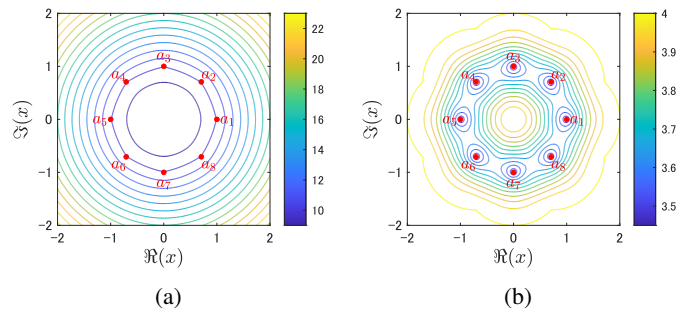 2
1
0
-1
-2
-2 -1 0 1 2
ℑ(x)
ℜ(x)
a₁
a₂
a₃
a₄
a₅
a₆
a₇
a₈
22
20
18
16
14
12
10
(a)
2
1
0
-1
-2
-2 -1 0 1 2
ℑ(x)
ℜ(x)
a₁
a₂
a₃
a₄
a₅
a₆
a₇
a₈
4
3.9
3.8
3.7
3.6
3.5
(b)